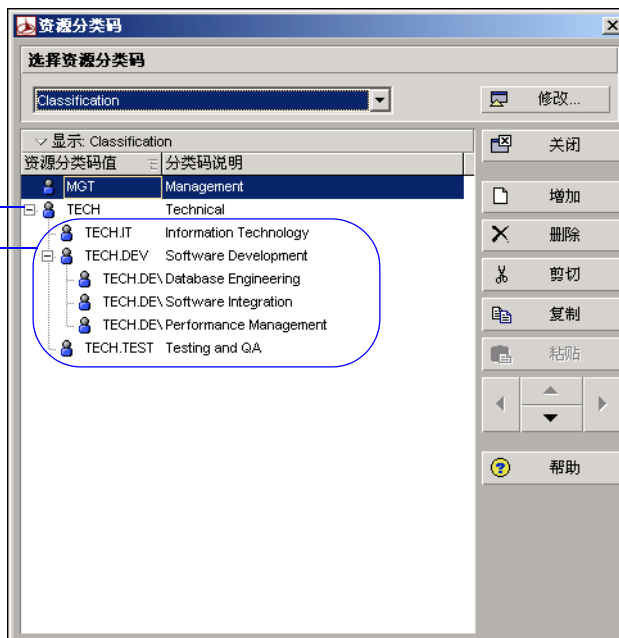 资源分类码
选择资源分类码
Classification
修改...
显示: Classification
关闭
资源分类码值 分类码说明
MGT Management
增加
TECH Technical
TECH.IT Information Technology
删除
TECH.DEV Software Development
剪切
TECH.DE Database Engineering
TECH.DE Software Integration
复制
TECH.DE Performance Management
TECH.TEST Testing and QA
粘贴
帮助